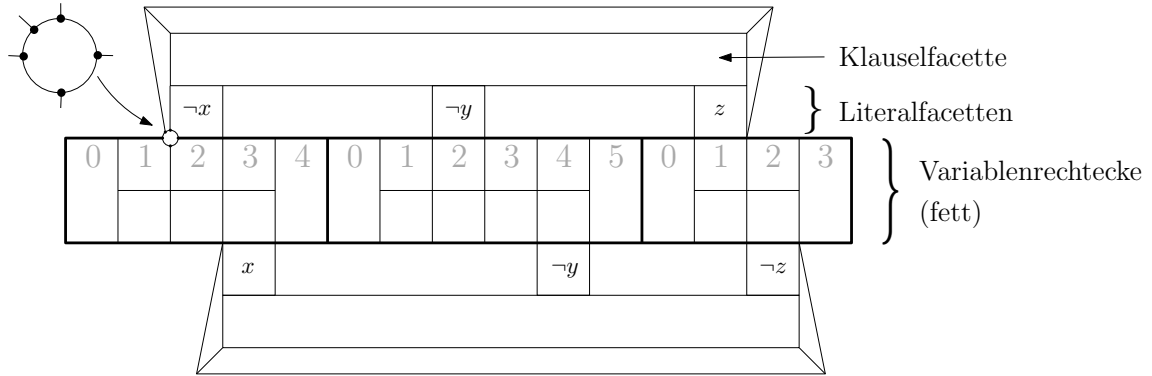 Klauselfacette
¬x ¬y z
Literalfacetten
0 1 2 3 4 0 1 2 3 4 5 0 1 2 3
Variablenrechtecke
(fett)
x ¬y ¬z